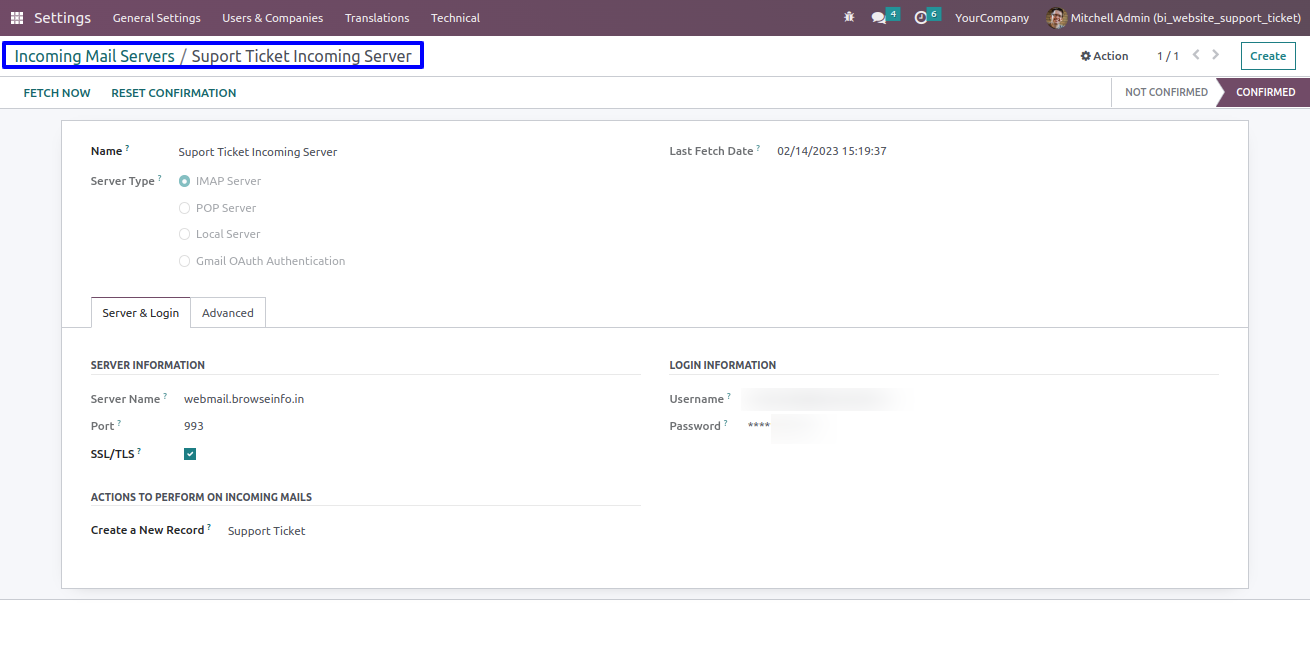 Settings General Settings Users & Companies Translations Technical 4 6 YourCompany Mitchell Admin (bi_website_support_ticket)
Incoming Mail Servers / Suport Ticket Incoming Server Action 1 / 1 Create
FETCH NOW RESET CONFIRMATION NOT CONFIRMED CONFIRMED
Name ? Suport Ticket Incoming Server Last Fetch Date ? 02/14/2023 15:19:37
Server Type ? IMAP Server
POP Server
Local Server
Gmail OAuth Authentication
Server & Login Advanced
SERVER INFORMATION LOGIN INFORMATION
Server Name ? webmail.browseinfo.in Username ?
Port ? 993 Password ? ****
SSL/TLS ?
ACTIONS TO PERFORM ON INCOMING MAILS
Create a New Record ? Support Ticket